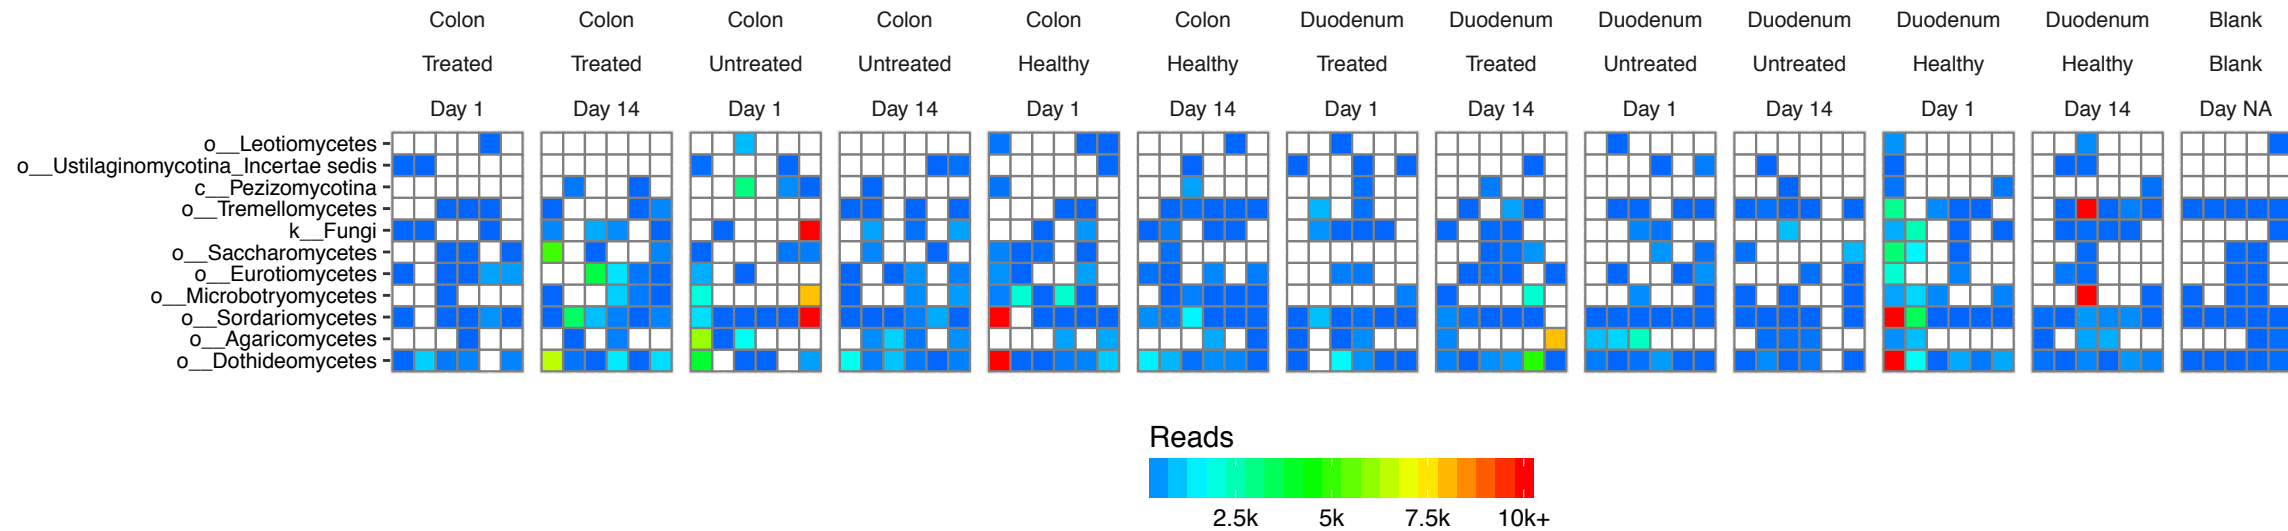 Colon Colon Colon Colon Colon Colon Duodenum Duodenum Duodenum Duodenum Duodenum Duodenum Blank
Treated Treated Untreated Untreated Healthy Healthy Treated Treated Untreated Untreated Healthy Healthy Blank
Day 1 Day 14 Day 1 Day 14 Day 1 Day 14 Day 1 Day 14 Day 1 Day 14 Day 1 Day 14 Day NA
o__Leotiomycetes
o__Ustilaginomycotina_Incertae sedis
c__Pezizomycotina
o__Tremellomycetes
k__Fungi
o__Saccharomycetes
o__Eurotiomycetes
o__Microbotryomycetes
o__Sordariomycetes
o__Agaricomycetes
o__Dothideomycetes
Reads
2.5k 5k 7.5k 10k+